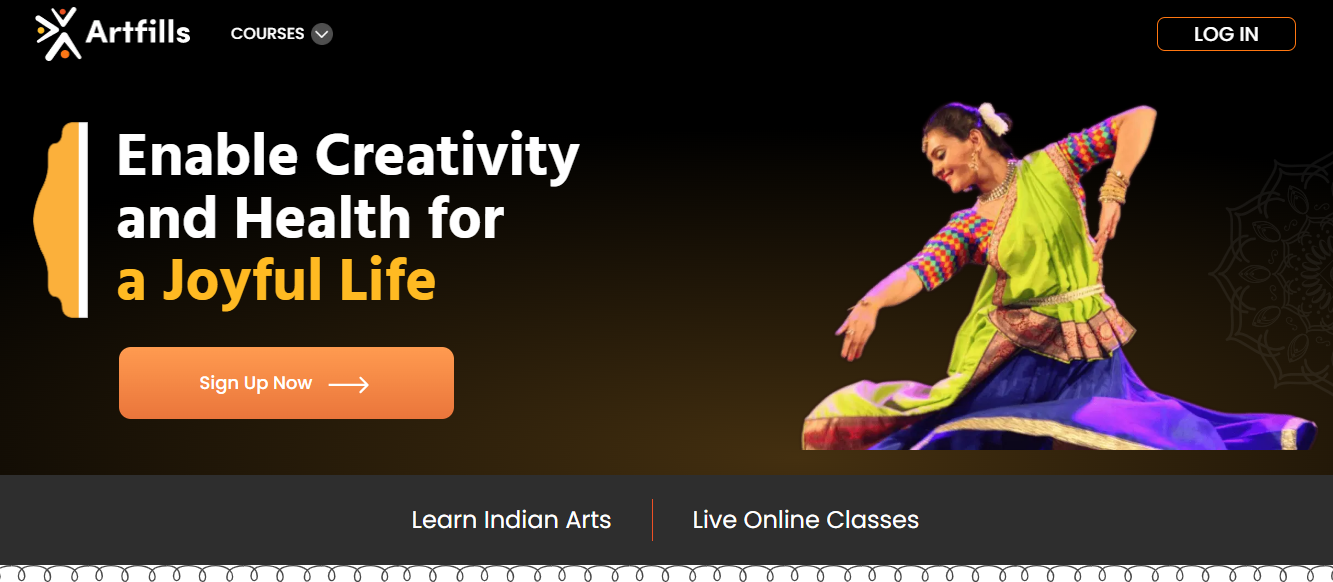 Artfills
COURSES
LOG IN
Enable Creativity
and Health for
a Joyful Life
Sign Up Now
Learn Indian Arts
Live Online Classes